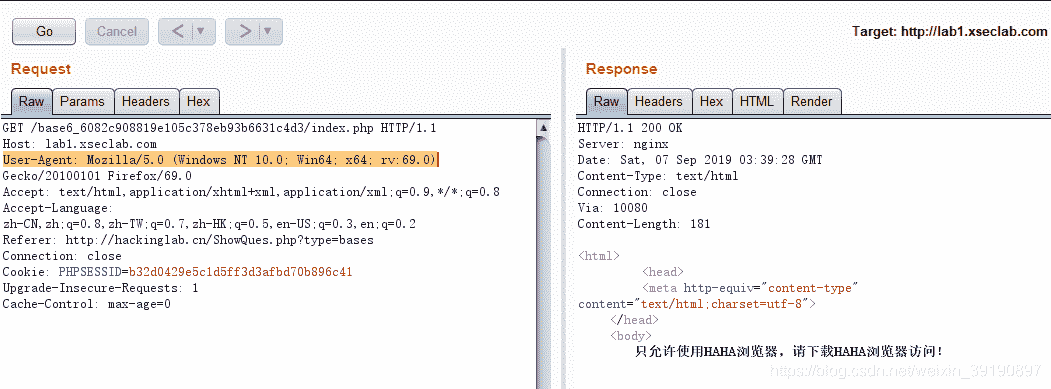 Go
Cancel
<
>
Target: http://lab1.xseclab.com
Request
Raw
Params
Headers
Hex
GET /base6_6082c908819e105c378eb93b6631c4d3/index.php HTTP/1.1
Host: lab1.xseclab.com
User-Agent: Mozilla/5.0 (Windows NT 10.0; Win64; x64; rv:69.0)
Gecko/20100101 Firefox/69.0
Accept: text/html,application/xhtml+xml,application/xml;q=0.9,*/*;q=0.8
Accept-Language:
zh-CN,zh;q=0.8,zh-TW;q=0.7,zh-HK;q=0.5,en-US;q=0.3,en;q=0.2
Referer: http://hackinglab.cn/ShowQues.php?type=bases
Connection: close
Cookie: PHPSESSID=b32d0429e5c1d5ff3d3afbd70b896c41
Upgrade-Insecure-Requests: 1
Cache-Control: max-age=0
Response
Raw
Headers
Hex
HTML
Render
HTTP/1.1 200 OK
Server: nginx
Date: Sat, 07 Sep 2019 03:39:28 GMT
Content-Type: text/html
Connection: close
Via: 10080
Content-Length: 181
<html>
<head>
<meta http-equiv="content-type"
content="text/html;charset=utf-8">
</head>
<body>
只允许使用HAHA浏览器，请下载HAHA浏览器访问！
https://blog.csdn.net/weixin_39190897